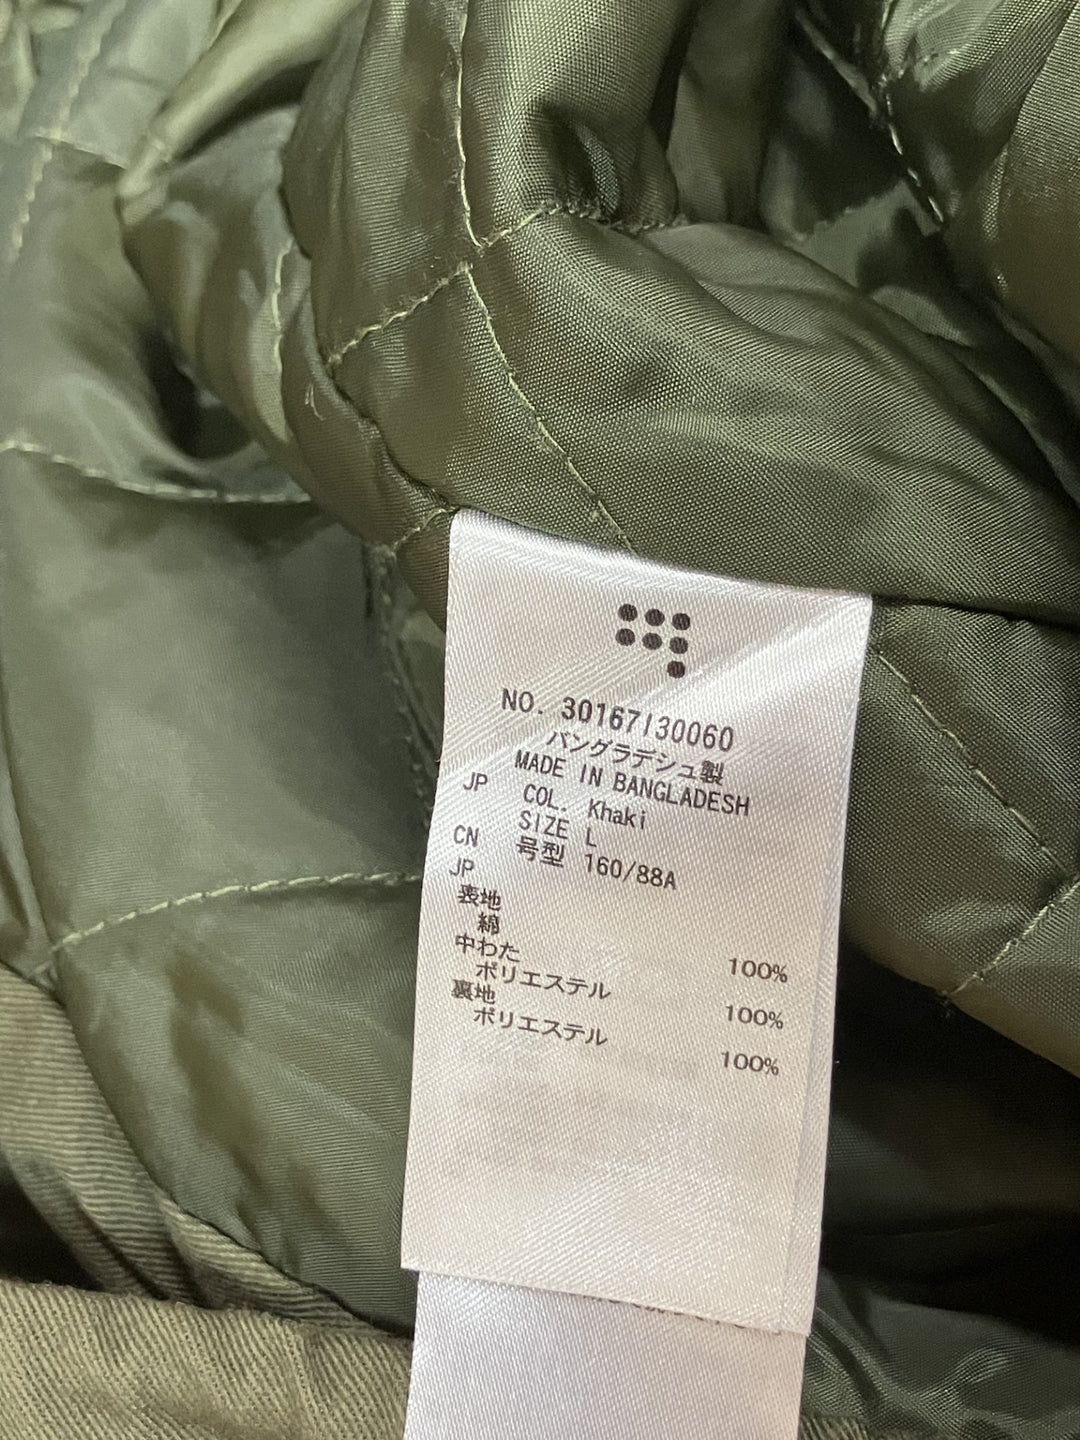 NO. 30167130060
バングラデシュ製
MADE IN BANGLADESH
JP COL. Khaki
SIZE L
CN 号型 160/88A
JP
表地
綿 100%
中わた
ポリエステル 100%
裏地
ポリエステル 100%